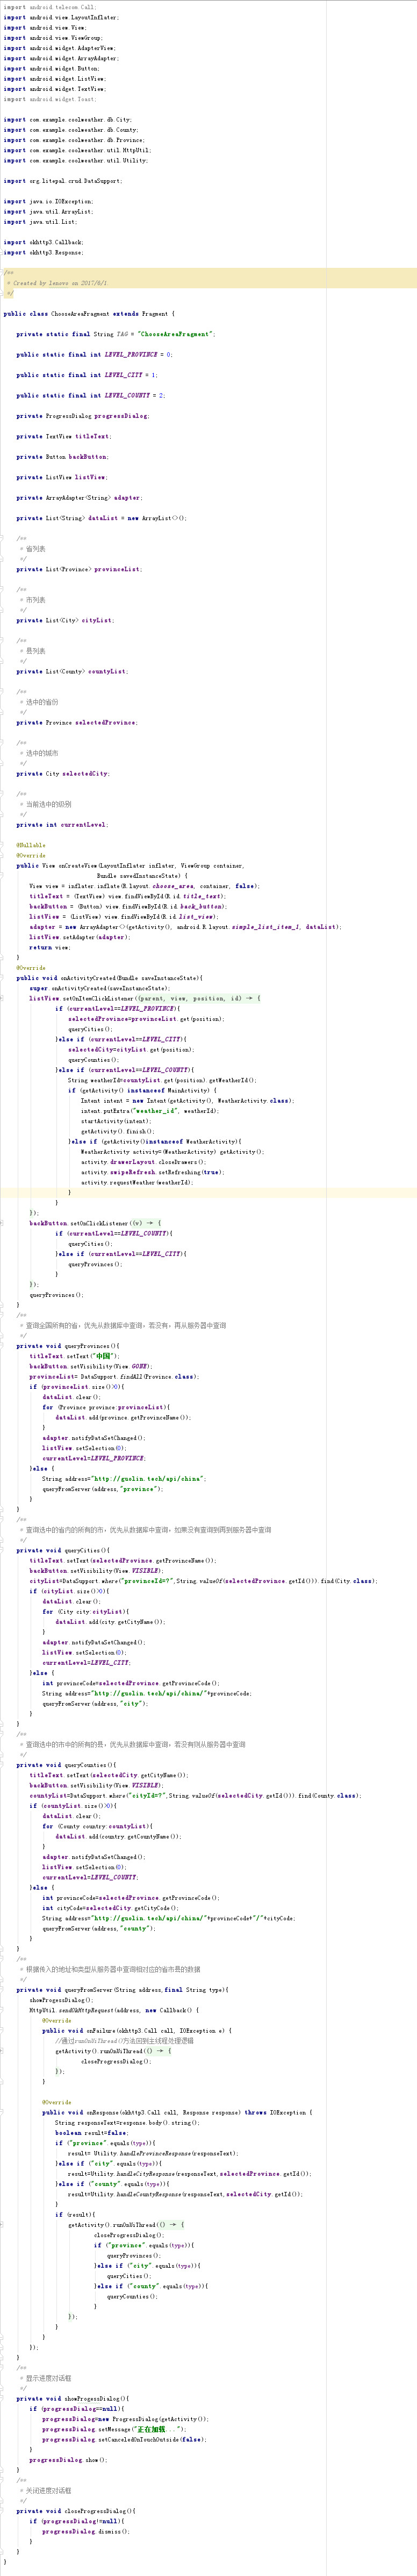 import android.telecom.Call;
import android.view.LayoutInflater;
import android.view.View;
import android.view.ViewGroup;
import android.widget.AdapterView;
import android.widget.ArrayAdapter;
import android.widget.Button;
import android.widget.ListView;
import android.widget.TextView;
import android.widget.Toast;
import com.example.coolweather.db.City;
import com.example.coolweather.db.County;
import com.example.coolweather.db.Province;
import com.example.coolweather.util.HttpUtil;
import com.example.coolweather.util.Utility;
import org.litepal.crud.DataSupport;
import java.io.IOException;
import java.util.ArrayList;
import java.util.List;
import okhttp3.Callback;
import okhttp3.Response;
/**
 * Created by lenovo on 2017/8/1.
 */
public class ChooseAreaFragment extends Fragment {
    private static final String TAG = "ChooseAreaFragment";
    public static final int LEVEL_PROVINCE = 0;
    public static final int LEVEL_CITY = 1;
    public static final int LEVEL_COUNTY = 2;
    private ProgressDialog progressDialog;
    private TextView titleText;
    private Button backButton;
    private ListView listView;
    private ArrayAdapter<String> adapter;
    private List<String> dataList = new ArrayList<>();
    /**
     * 省列表
     */
    private List<Province> provinceList;
    /**
     * 市列表
     */
    private List<City> cityList;
    /**
     * 县列表
     */
    private List<County> countyList;
    /**
     * 选中的省份
     */
    private Province selectedProvince;
    /**
     * 选中的城市
     */
    private City selectedCity;
    /**
     * 当前选中的级别
     */
    private int currentLevel;
    @Nullable
    @Override
    public View onCreateView(LayoutInflater inflater, ViewGroup container,
                             Bundle savedInstanceState) {
        View view = inflater.inflate(R.layout.choose_area, container, false);
        titleText = (TextView) view.findViewById(R.id.title_text);
        backButton = (Button) view.findViewById(R.id.back_button);
        listView = (ListView) view.findViewById(R.id.list_view);
        adapter = new ArrayAdapter<>(getActivity(), android.R.layout.simple_list_item_1, dataList);
        listView.setAdapter(adapter);
        return view;
    }
    @Override
    public void onActivityCreated(Bundle saveInstanceState){
        super.onActivityCreated(saveInstanceState);
        listView.setOnItemClickListener((parent, view, position, id) → {
                if (currentLevel==LEVEL_PROVINCE){
                    selectedProvince=provinceList.get(position);
                    queryCities();
                }else if (currentLevel==LEVEL_CITY){
                    selectedCity=cityList.get(position);
                    queryCounties();
                }else if (currentLevel==LEVEL_COUNTY){
                    String weatherId=countyList.get(position).getWeatherId();
                    if (getActivity() instanceof MainActivity) {
                        Intent intent = new Intent(getActivity(), WeatherActivity.class);
                        intent.putExtra("weather_id", weatherId);
                        startActivity(intent);
                        getActivity().finish();
                    }else if (getActivity()instanceof WeatherActivity){
                        WeatherActivity activity=(WeatherActivity) getActivity();
                        activity.drawerLayout.closeDrawers();
                        activity.swipeRefresh.setRefreshing(true);
                        activity.requestWeather(weatherId);
                    }
                }
        });
        backButton.setOnClickListener((v) → {
                if (currentLevel==LEVEL_COUNTY){
                    queryCities();
                }else if (currentLevel==LEVEL_CITY){
                    queryProvinces();
                }
        });
        queryProvinces();
    }
    /**
     * 查询全国所有的省，优先从数据库中查询，若没有，再从服务器中查询
     */
    private void queryProvinces(){
        titleText.setText("中国");
        backButton.setVisibility(View.GONE);
        provinceList= DataSupport.findAll(Province.class);
        if (provinceList.size()>0){
            dataList.clear();
            for (Province province:provinceList){
                dataList.add(province.getProvinceName());
            }
            adapter.notifyDataSetChanged();
            listView.setSelection(0);
            currentLevel=LEVEL_PROVINCE;
        }else {
            String address="http://guolin.tech/api/china";
            queryFromServer(address,"province");
        }
    }
    /**
     * 查询选中的省内的所有的市，优先从数据库中查询，如果没有查询到再到服务器中查询
     */
    private void queryCities(){
        titleText.setText(selectedProvince.getProvinceName());
        backButton.setVisibility(View.VISIBLE);
        cityList=DataSupport.where("provinceId=?",String.valueOf(selectedProvince.getId())).find(City.class);
        if (cityList.size()>0){
            dataList.clear();
            for (City city:cityList){
                dataList.add(city.getCityName());
            }
            adapter.notifyDataSetChanged();
            listView.setSelection(0);
            currentLevel=LEVEL_CITY;
        }else {
            int provinceCode=selectedProvince.getProvinceCode();
            String address="http://guolin.tech/api/china/"+provinceCode;
            queryFromServer(address,"city");
        }
    }
    /**
     * 查询选中的市中的所有的县，优先从数据库中查询，若没有则从服务器中查询
     */
    private void queryCounties(){
        titleText.setText(selectedCity.getCityName());
        backButton.setVisibility(View.VISIBLE);
        countyList=DataSupport.where("cityId=?",String.valueOf(selectedCity.getId())).find(County.class);
        if (countyList.size()>0){
            dataList.clear();
            for (County county:countyList){
                dataList.add(county.getCountyName());
            }
            adapter.notifyDataSetChanged();
            listView.setSelection(0);
            currentLevel=LEVEL_COUNTY;
        }else {
            int provinceCode=selectedProvince.getProvinceCode();
            int cityCode=selectedCity.getCityCode();
            String address="http://guolin.tech/api/china/"+provinceCode+"/"+cityCode;
            queryFromServer(address,"county");
        }
    }
    /**
     * 根据传入的地址和类型从服务器中查询相对应的省市县的数据
     */
    private void queryFromServer(String address,final String type){
        showProgessDialog();
        HttpUtil.sendOkHttpRequest(address, new Callback() {
            @Override
            public void onFailure(okhttp3.Call call, IOException e) {
                //通过runOnUiThread()方法回到主线程处理逻辑
                getActivity().runOnUiThread(() → {
                        closeProgressDialog();
                });
            }
            @Override
            public void onResponse(okhttp3.Call call, Response response) throws IOException {
                String responseText=response.body().string();
                boolean result=false;
                if ("province".equals(type)){
                    result= Utility.handleProvinceResponse(responseText);
                }else if ("city".equals(type)){
                    result=Utility.handleCityResponse(responseText,selectedProvince.getId());
                }else if ("county".equals(type)){
                    result=Utility.handleCountyResponse(responseText,selectedCity.getId());
                }
                if (result){
                    getActivity().runOnUiThread(() → {
                            closeProgressDialog();
                            if ("province".equals(type)){
                                queryProvinces();
                            }else if ("city".equals(type)){
                                queryCities();
                            }else if ("county".equals(type)){
                                queryCounties();
                            }
                    });
                }
            }
        });
    }
    /**
     * 显示进度对话框
     */
    private void showProgessDialog(){
        if (progressDialog==null){
            progressDialog=new ProgressDialog(getActivity());
            progressDialog.setMessage("正在加载...");
            progressDialog.setCanceledOnTouchOutside(false);
        }
        progressDialog.show();
    }
    /**
     * 关闭进度对话框
     */
    private void closeProgressDialog(){
        if (progressDialog!=null){
            progressDialog.dismiss();
        }
    }
}